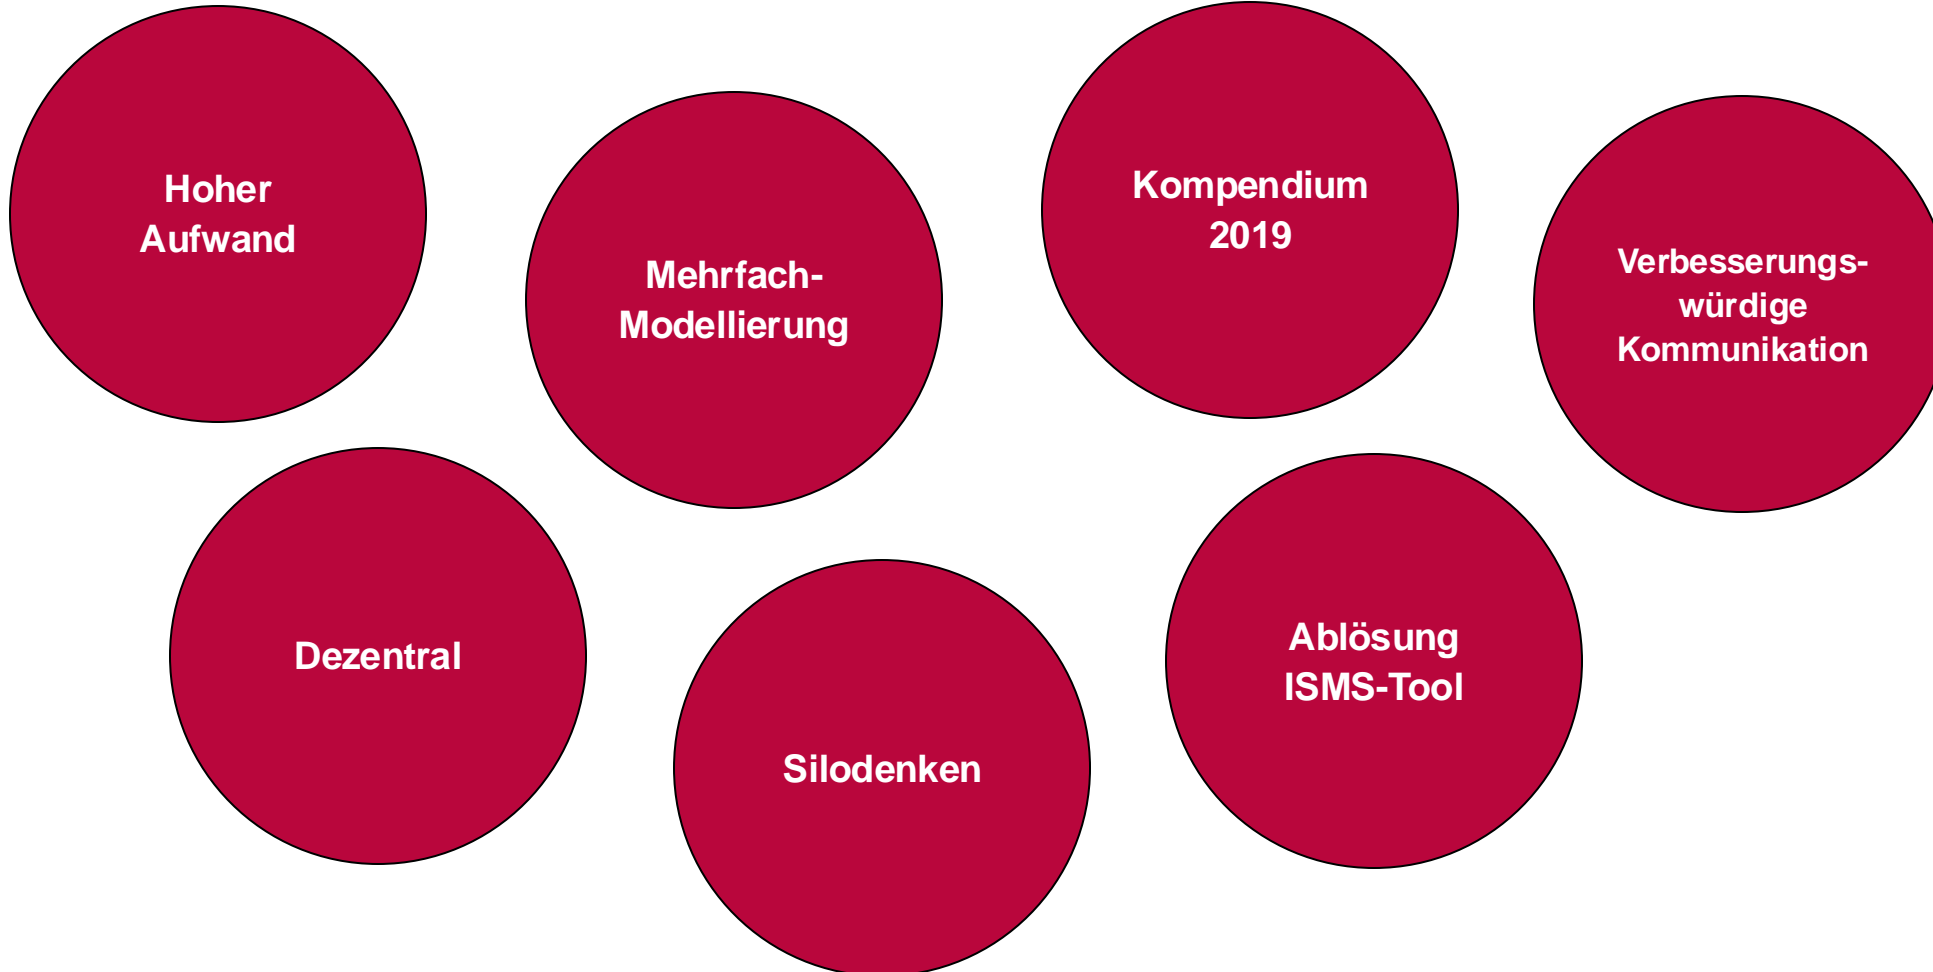 Hoher
Aufwand
Mehrfach-
Modellierung
Kompendium
2019
Verbesserungs-
würdige
Kommunikation
Dezentral
Silodenken
Ablösung
ISMS-Tool